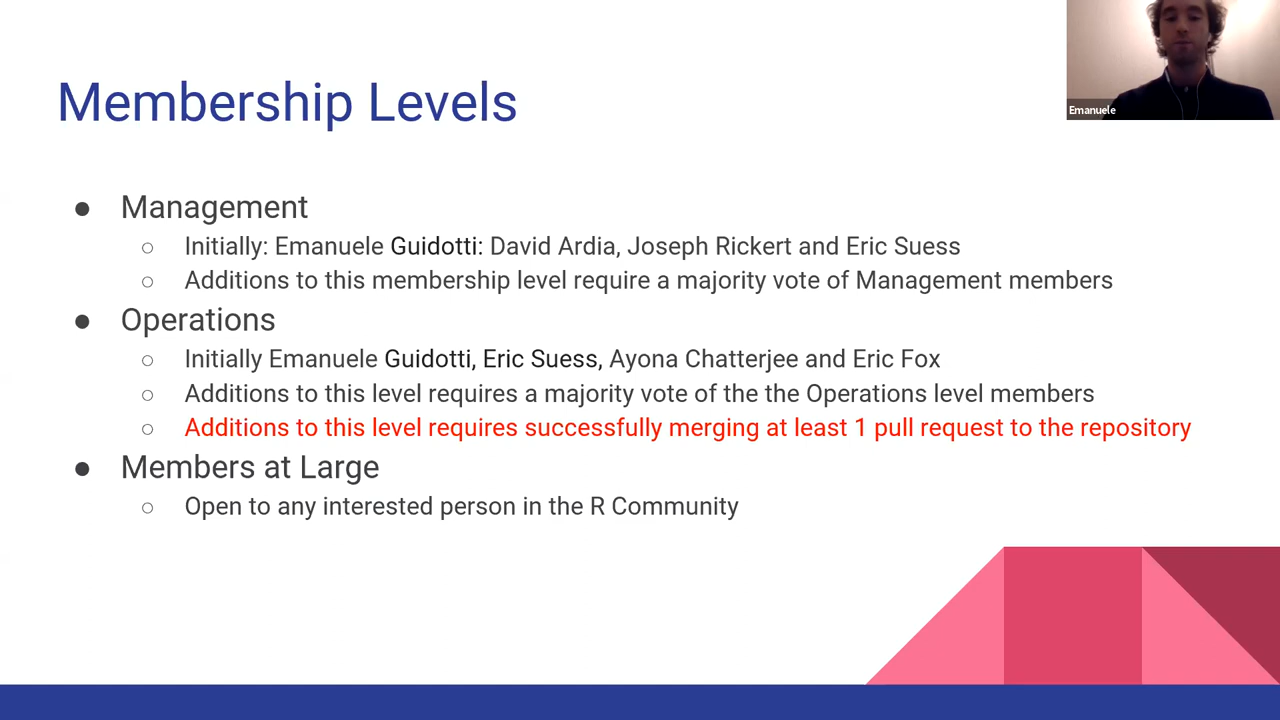 Membership Levels
Emanuele
● Management
○ Initially: Emanuele Guidotti: David Ardia, Joseph Rickert and Eric Suess
○ Additions to this membership level require a majority vote of Management members
● Operations
○ Initially Emanuele Guidotti, Eric Suess, Ayona Chatterjee and Eric Fox
○ Additions to this level requires a majority vote of the the Operations level members
○ Additions to this level requires successfully merging at least 1 pull request to the repository
● Members at Large
○ Open to any interested person in the R Community